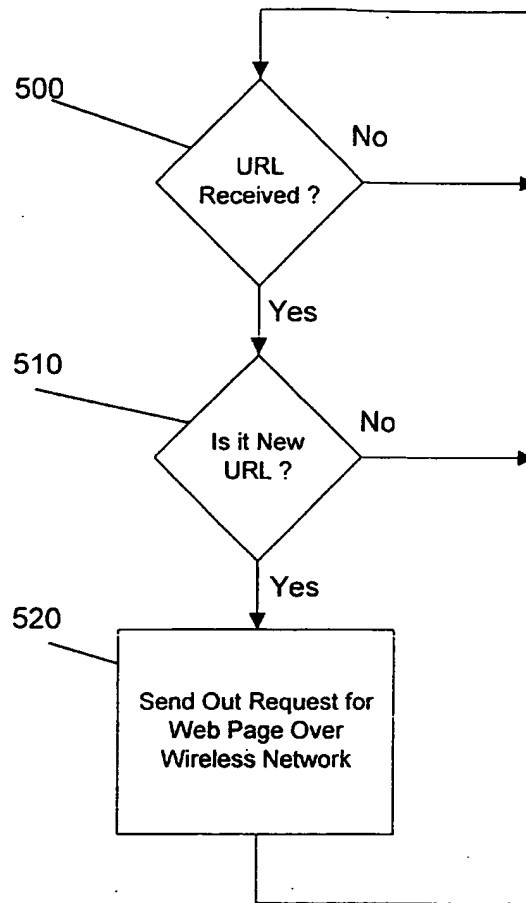 500
URL
Received ?
No
Yes
510
Is it New
URL ?
No
Yes
520
Send Out Request for
Web Page Over
Wireless Network